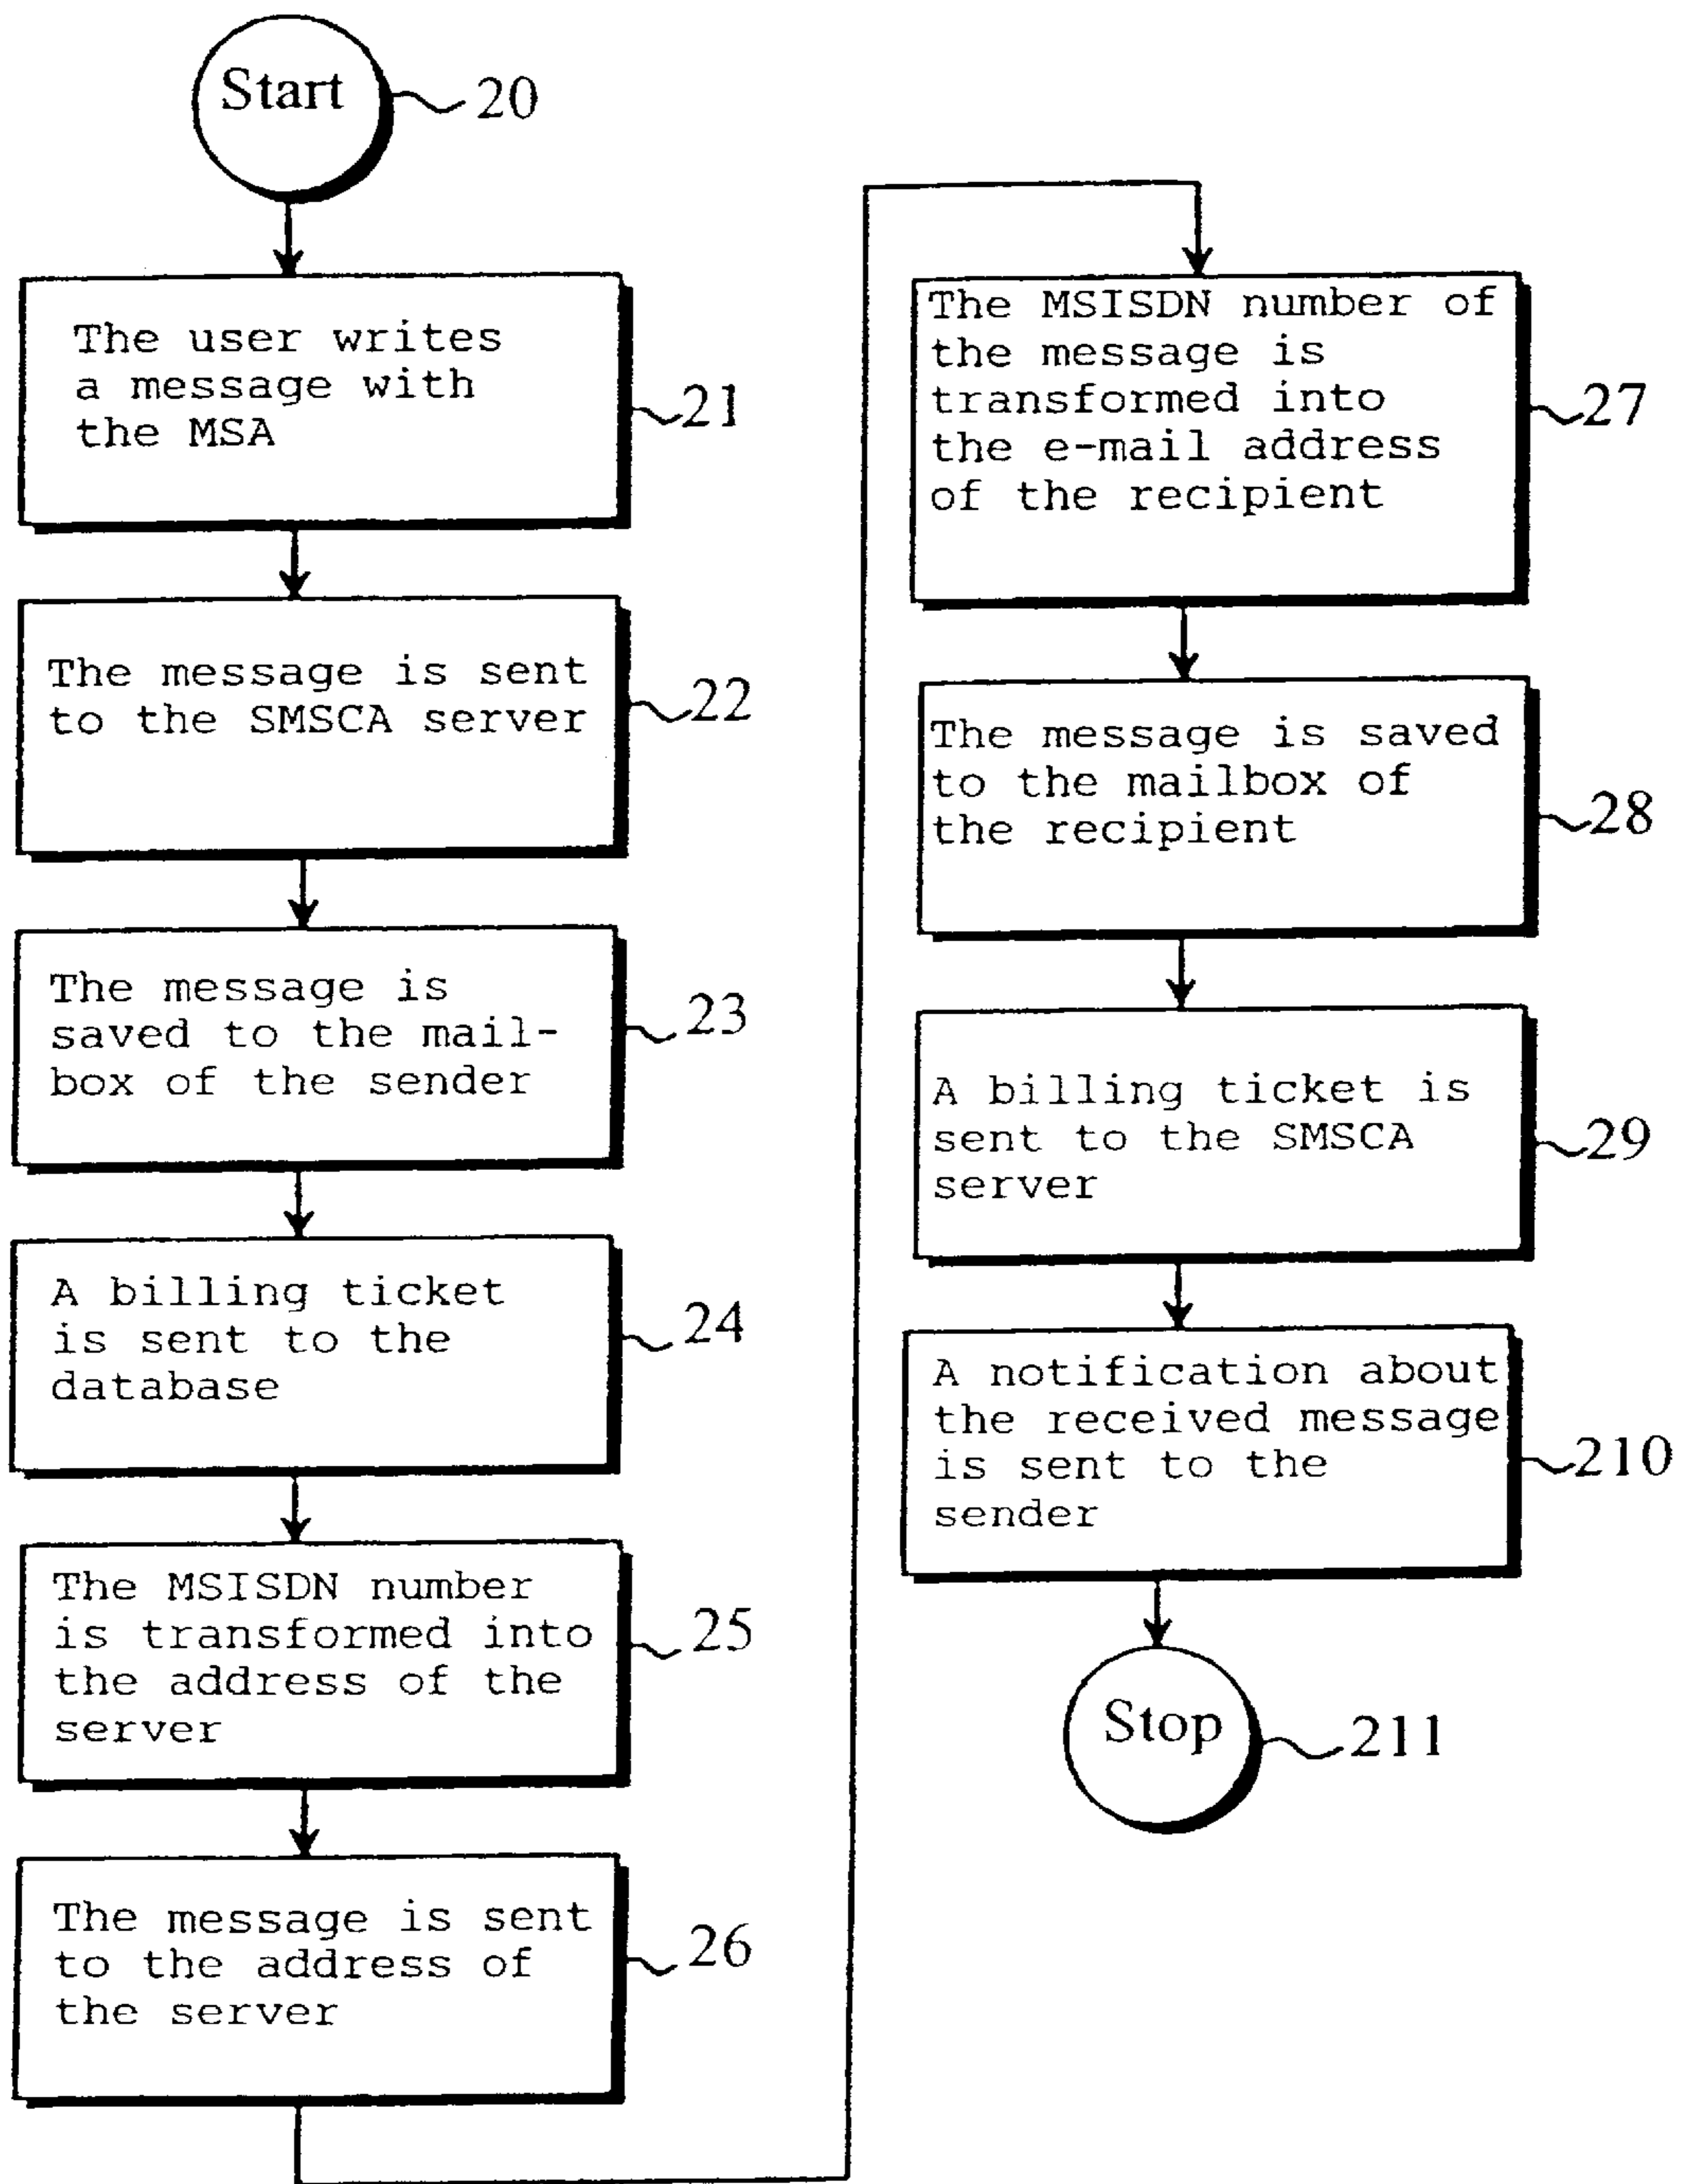 Start
20
The user writes
a message with
the MSA
21
The message is sent
to the SMSCA server
22
The message is
saved to the mail-
box of the sender
23
A billing ticket
is sent to the
database
24
The MSISDN number
is transformed into
the address of the
server
25
The message is sent
to the address of
the server
26
The MSISDN number of
the message is
transformed into
the e-mail address
of the recipient
27
The message is saved
to the mailbox of
the recipient
28
A billing ticket is
sent to the SMSCA
server
29
A notification about
the received message
is sent to the
sender
210
Stop
211